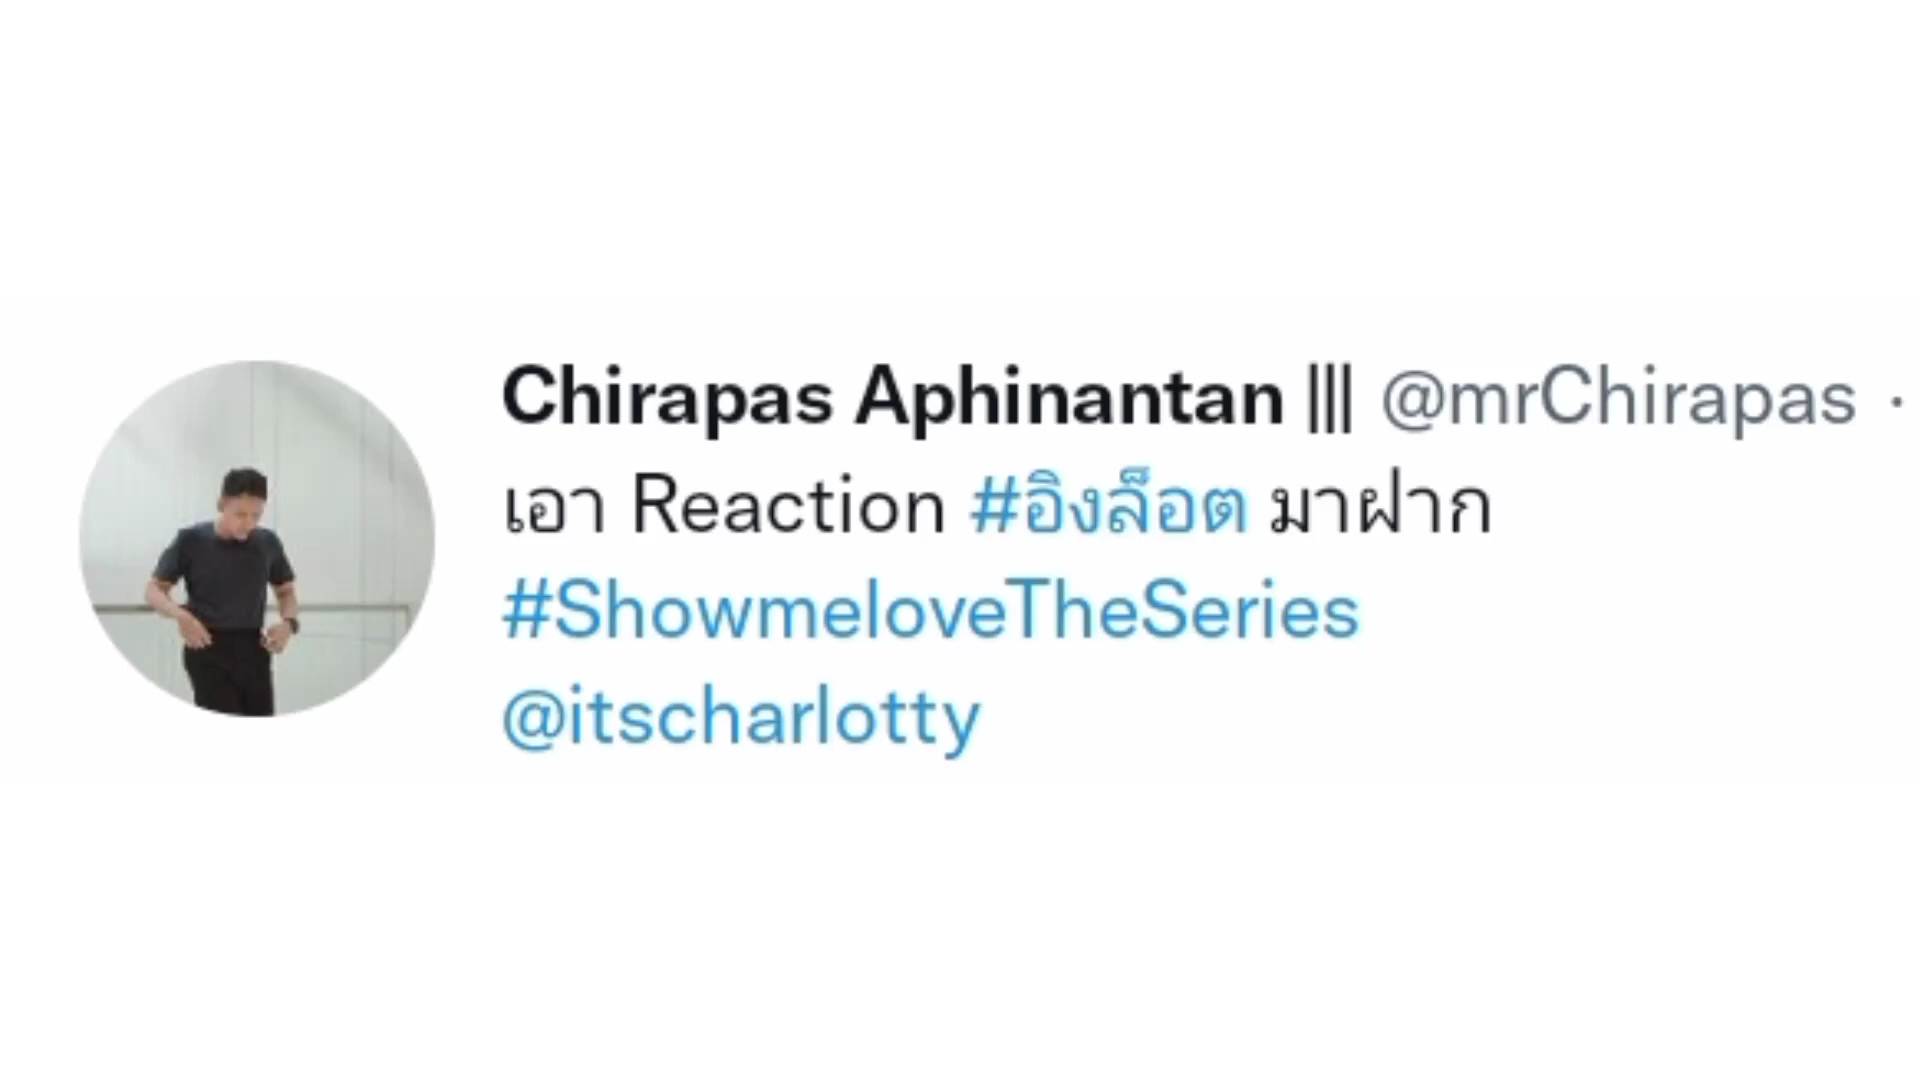 Chirapas Aphinantan ||| @mrChirapas ·
เอา Reaction #อิงล็อต มาฝาก
#ShowmeloveTheSeries
@itscharlotty